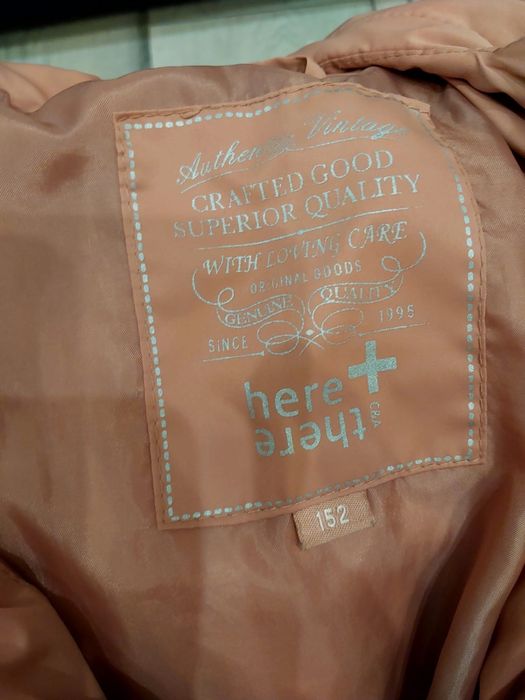 Authentic Vintage
CRAFTED GOOD
SUPERIOR QUALITY
WITH LOVING CARE
ORIGINAL GOODS
GENUINE QUALITY
SINCE 1995
here +
there
C&A
152